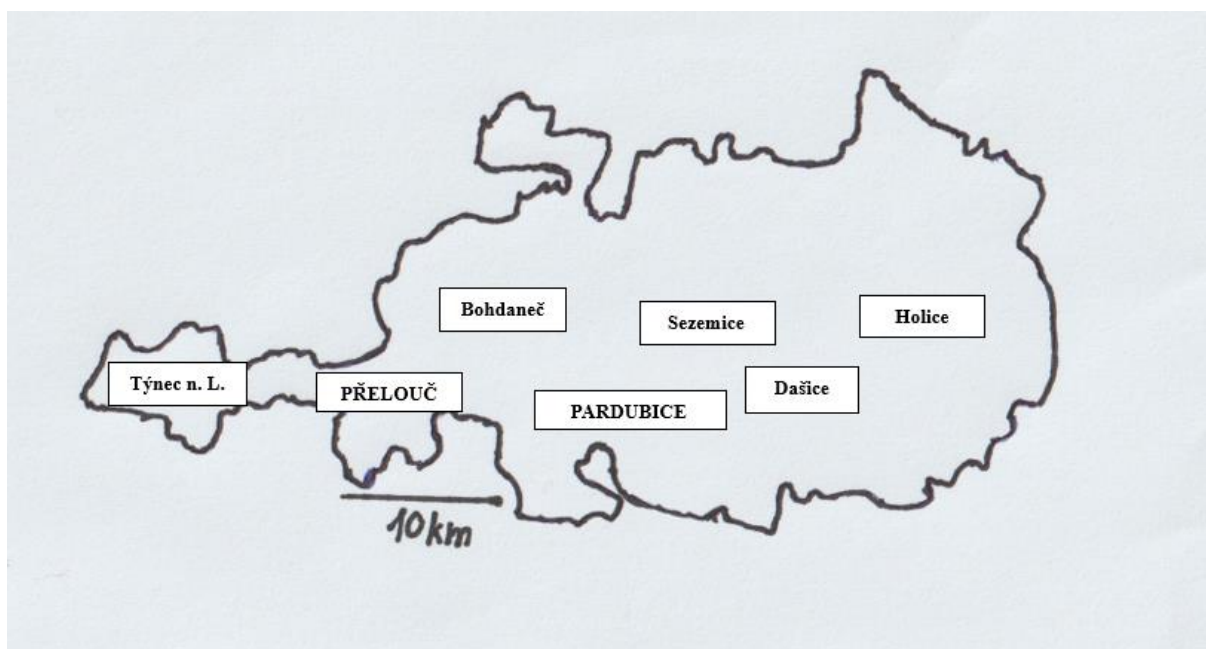 Bohdaneč
Sezemice
Holice
Týnec n. L.
PŘELOUČ
PARDUBICE
Dašice
10km